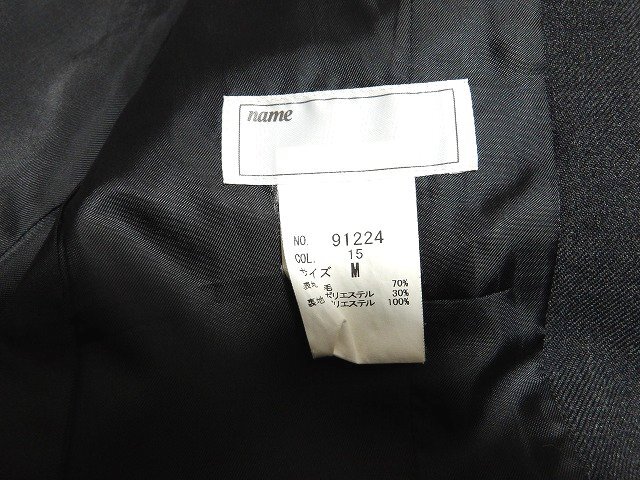 name
NO. 91224
COL. 15
サイズ M
表地 毛 70%
ポリエステル 30%
裏地 ポリエステル 100%